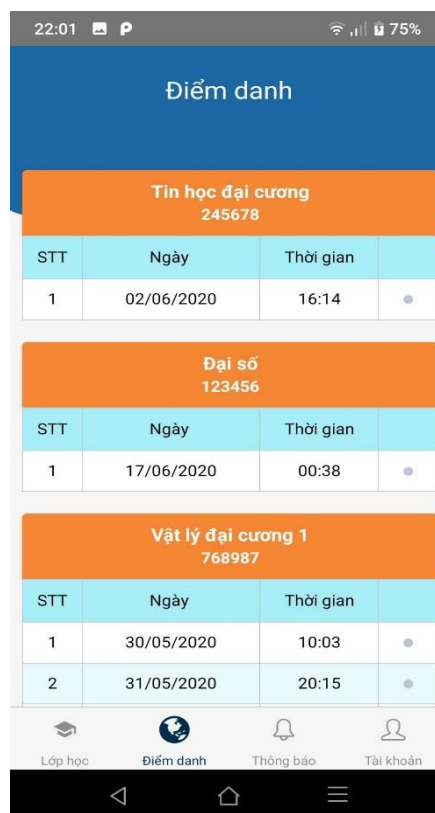 22:01 P 75%
Điểm danh
Tin học đại cương
245678
STT Ngày Thời gian
1 02/06/2020 16:14
Đại số
123456
STT Ngày Thời gian
1 17/06/2020 00:38
Vật lý đại cương 1
768987
STT Ngày Thời gian
1 30/05/2020 10:03
2 31/05/2020 20:15
Lớp học Điểm danh Thông báo Tài khoản